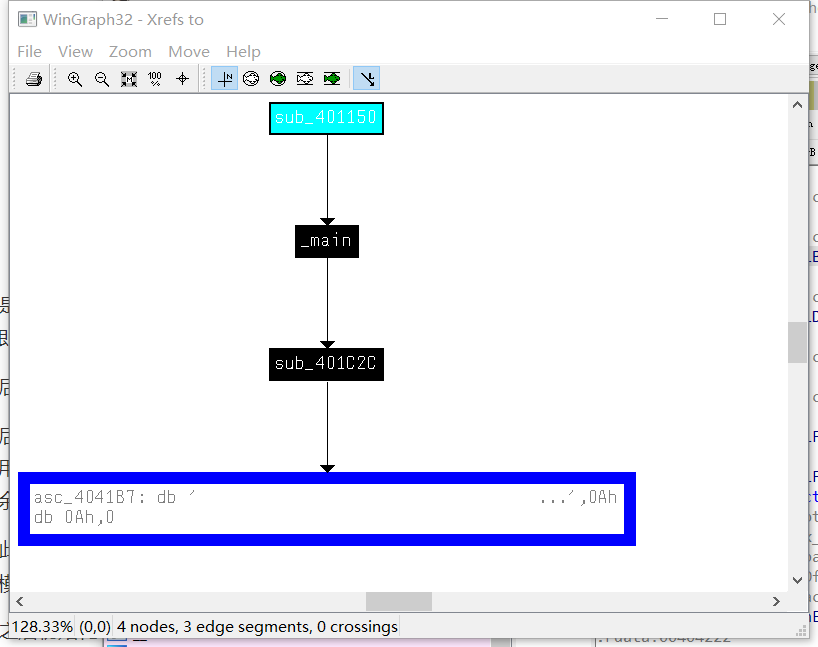 WinGraph32 - Xrefs to
File View Zoom Move Help
100
%
N
sub_401150
_main
sub_401C2C
asc_4041B7: db ' ...',0Ah
db 0Ah,0
128.33% (0,0) 4 nodes, 3 edge segments, 0 crossings